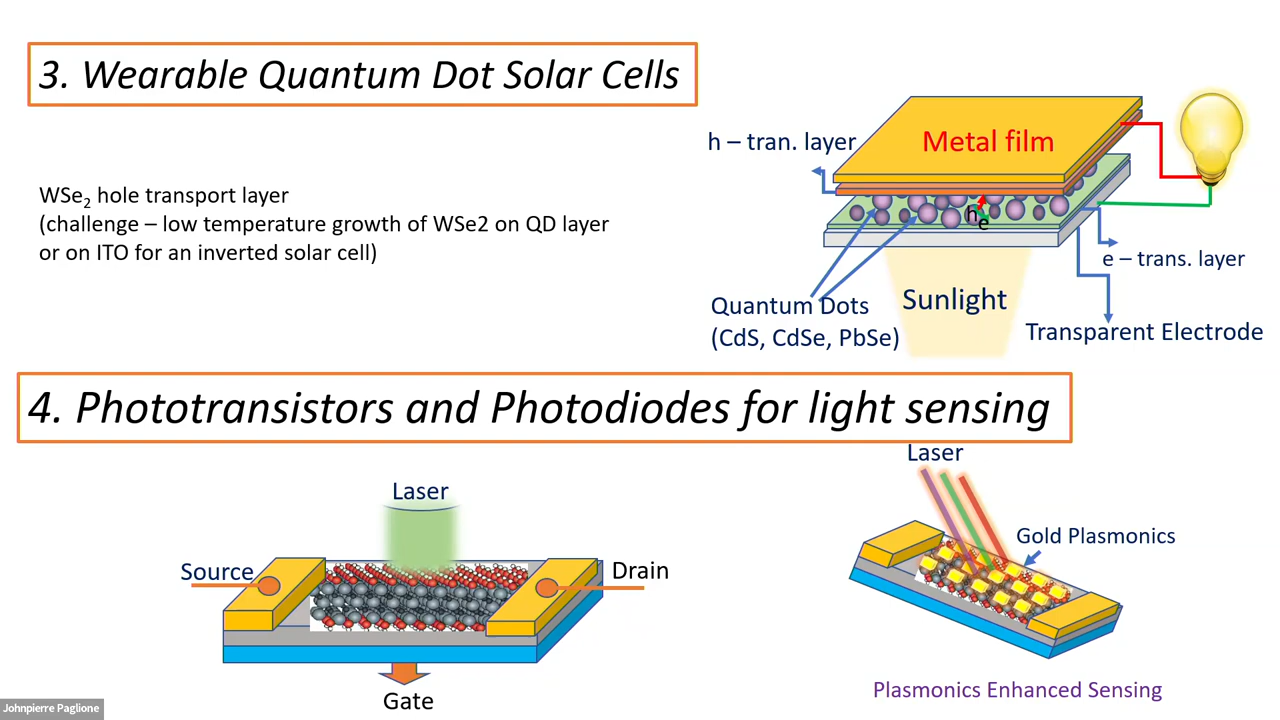 3. Wearable Quantum Dot Solar Cells
WSe₂ hole transport layer
(challenge – low temperature growth of WSe2 on QD layer
or on ITO for an inverted solar cell)
h – tran. layer
Metal film
h
e
e – trans. layer
Quantum Dots
(CdS, CdSe, PbSe)
Sunlight
Transparent Electrode
4. Phototransistors and Photodiodes for light sensing
Laser
Source
Drain
Gate
Laser
Gold Plasmonics
Plasmonics Enhanced Sensing
Johnpierre Paglione